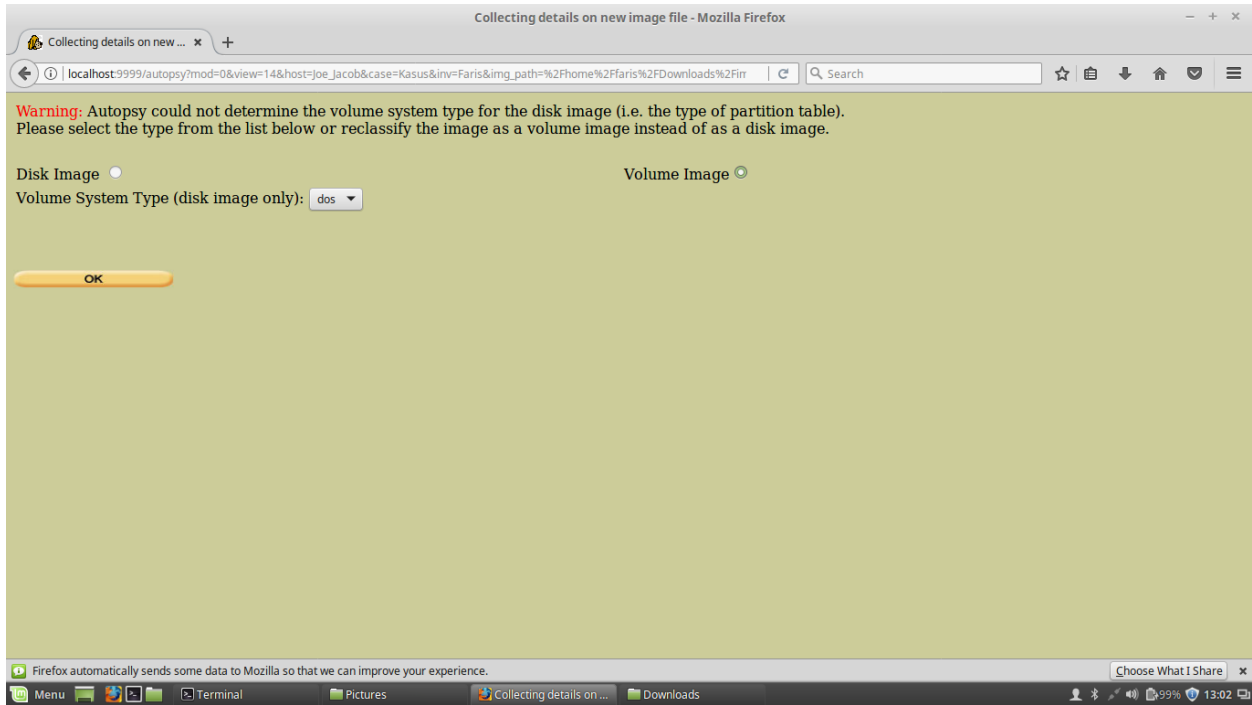 Collecting details on new image file - Mozilla Firefox
Collecting details on new ...
localhost:9999/autopsy?mod=0&view=14&host=Joe_Jacob&case=Kasus&inv=Faris&img_path=%2Fhome%2Ffaris%2FDownloads%2Fim
Search
Warning: Autopsy could not determine the volume system type for the disk image (i.e. the type of partition table).
Please select the type from the list below or reclassify the image as a volume image instead of as a disk image.
Disk Image Volume Image
Volume System Type (disk image only): dos
OK
Firefox automatically sends some data to Mozilla so that we can improve your experience. Choose What I Share
Menu Terminal Pictures Collecting details on ... Downloads 99% 13:02